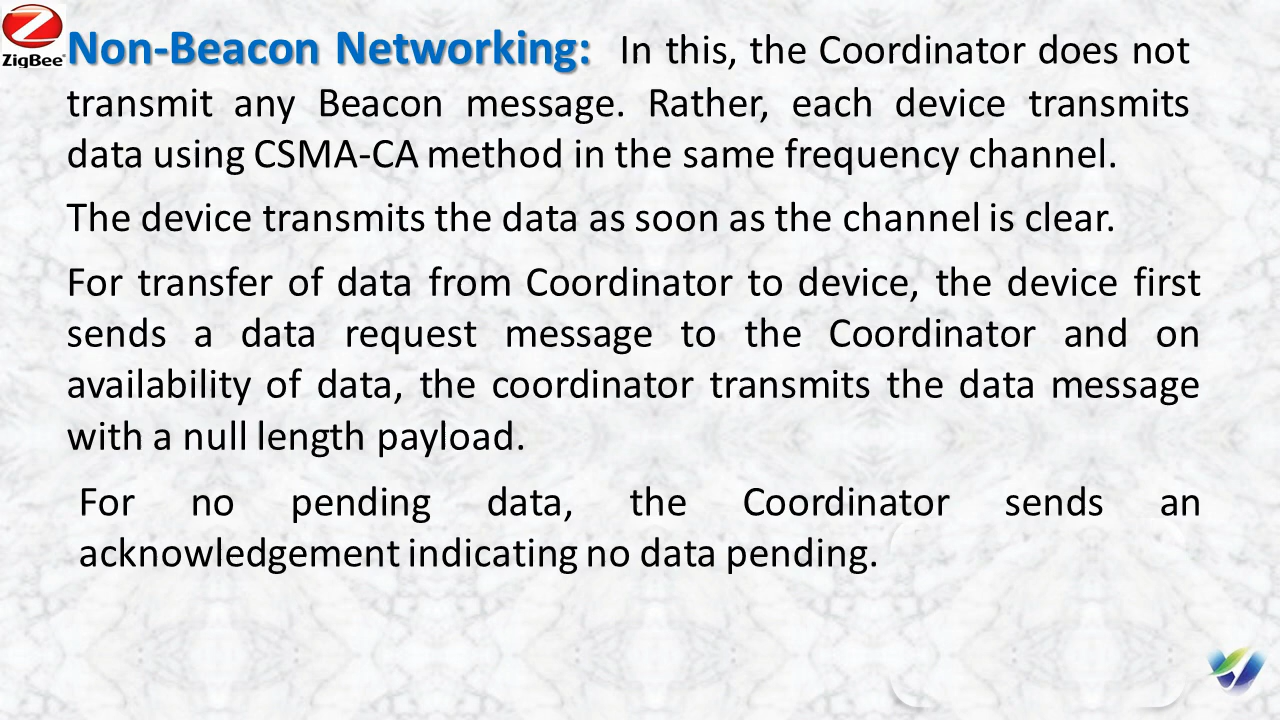 ZigBee®
Non-Beacon Networking: In this, the Coordinator does not
transmit any Beacon message. Rather, each device transmits
data using CSMA-CA method in the same frequency channel.
The device transmits the data as soon as the channel is clear.
For transfer of data from Coordinator to device, the device first
sends a data request message to the Coordinator and on
availability of data, the coordinator transmits the data message
with a null length payload.
For no pending data, the Coordinator sends an
acknowledgement indicating no data pending.